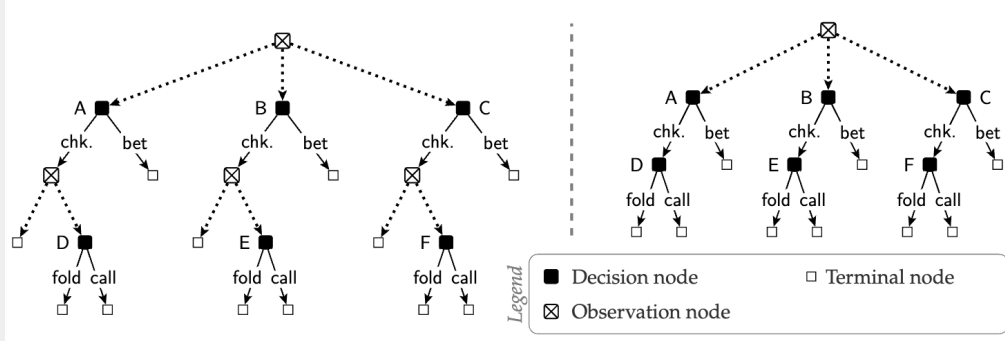 A B C
chk. bet chk. bet chk. bet
D E F
fold call fold call fold call
A B C
chk. bet chk. bet chk. bet
D E F
fold call fold call fold call
Legend
Decision node
Terminal node
Observation node